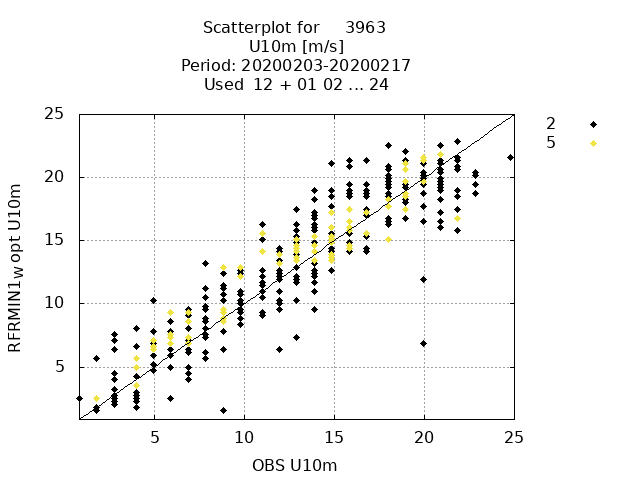 Scatterplot for 3963
U10m [m/s]
Period: 20200203-20200217
Used 12 + 01 02 ... 24
25
20
15
10
5
5
10
15
20
25
RFRMIN1W opt U10m
OBS U10m
2
5